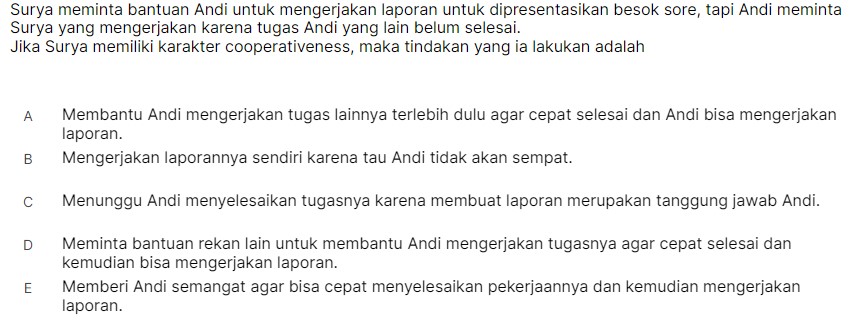 Surya meminta bantuan Andi untuk mengerjakan laporan untuk dipresentasikan besok sore, tapi Andi meminta
Surya yang mengerjakan karena tugas Andi yang lain belum selesai.
Jika Surya memiliki karakter cooperativeness, maka tindakan yang ia lakukan adalah
A Membantu Andi mengerjakan tugas lainnya terlebih dulu agar cepat selesai dan Andi bisa mengerjakan
laporan.
B Mengerjakan laporannya sendiri karena tau Andi tidak akan sempat.
C Menunggu Andi menyelesaikan tugasnya karena membuat laporan merupakan tanggung jawab Andi.
D Meminta bantuan rekan lain untuk membantu Andi mengerjakan tugasnya agar cepat selesai dan
kemudian bisa mengerjakan laporan.
E Memberi Andi semangat agar bisa cepat menyelesaikan pekerjaannya dan kemudian mengerjakan
laporan.